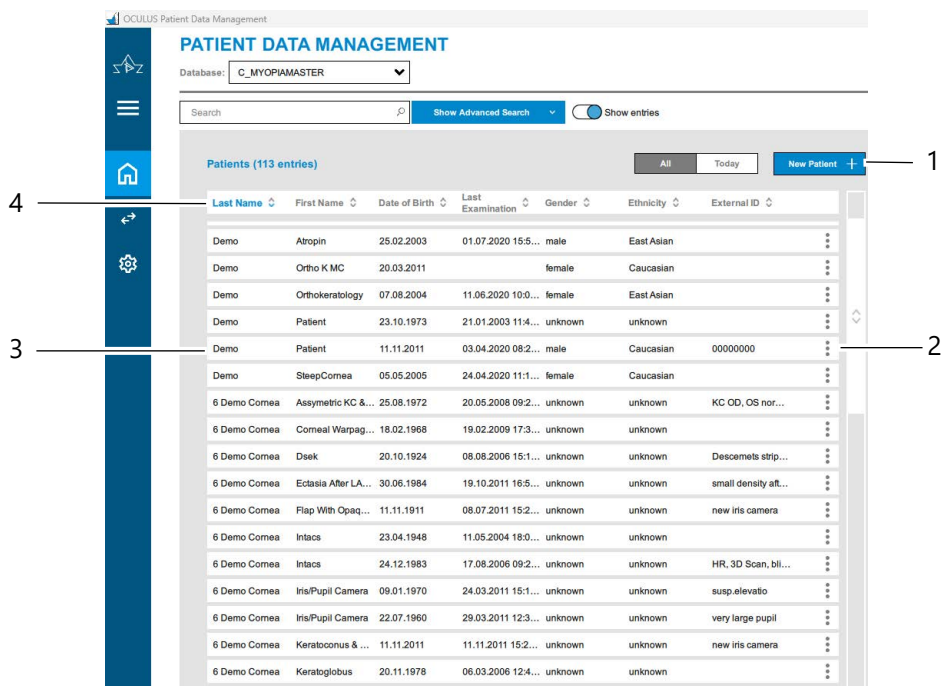 OCULUS Patient Data Management
PATIENT DATA MANAGEMENT
Database: C_MYOPIAMASTER
Search Show Advanced Search Show entries
Patients (113 entries) All Today New Patient + 1
4 Last Name First Name Date of Birth Last Examination Gender Ethnicity External ID
Demo Atropin 25.02.2003 01.07.2020 15:5... male East Asian
Demo Ortho K MC 20.03.2011 female Caucasian
Demo Orthokeratology 07.08.2004 11.06.2020 10:0... female East Asian
Demo Patient 23.10.1973 21.01.2003 11:4... unknown unknown
3 Demo Patient 11.11.2011 03.04.2020 08:2... male Caucasian 00000000 2
Demo SteepCornea 05.05.2005 24.04.2020 11:1... female Caucasian
6 Demo Cornea Assymetric KC &... 25.08.1972 20.05.2008 09:2... unknown unknown KC OD, OS nor...
6 Demo Cornea Corneal Warpag... 18.02.1968 19.02.2009 17:3... unknown unknown
6 Demo Cornea Dsek 20.10.1924 08.08.2006 15:1... unknown unknown Descemets strip...
6 Demo Cornea Ectasia After LA... 30.06.1984 19.10.2011 16:5... unknown unknown small density aft...
6 Demo Cornea Flap With Opaq... 11.11.1911 08.07.2011 15:2... unknown unknown new iris camera
6 Demo Cornea Intacs 23.04.1948 11.05.2004 18:0... unknown unknown
6 Demo Cornea Intacs 24.12.1983 17.08.2006 09:2... unknown unknown HR, 3D Scan, bli...
6 Demo Cornea Iris/Pupil Camera 09.01.1970 24.03.2011 15:1... unknown unknown susp.elevatio
6 Demo Cornea Iris/Pupil Camera 22.07.1960 29.03.2011 12:3... unknown unknown very large pupil
6 Demo Cornea Keratoconus & ... 11.11.2011 11.11.2011 15:2... unknown unknown new iris camera
6 Demo Cornea Keratoglobus 20.11.1978 06.03.2006 12:4... unknown unknown